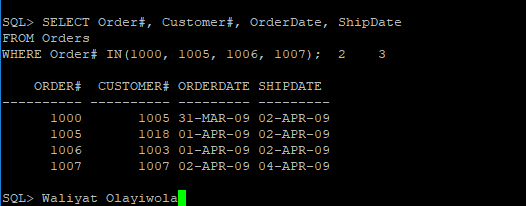 SQL> SELECT Order#, Customer#, OrderDate, ShipDate
FROM Orders
WHERE Order# IN(1000, 1005, 1006, 1007);  2    3

    ORDER#  CUSTOMER# ORDERDATE SHIPDATE
---------- ---------- --------- ---------
      1000       1005 31-MAR-09 02-APR-09
      1005       1018 01-APR-09 02-APR-09
      1006       1003 01-APR-09 02-APR-09
      1007       1007 02-APR-09 04-APR-09

SQL> Waliyat Olayiwola